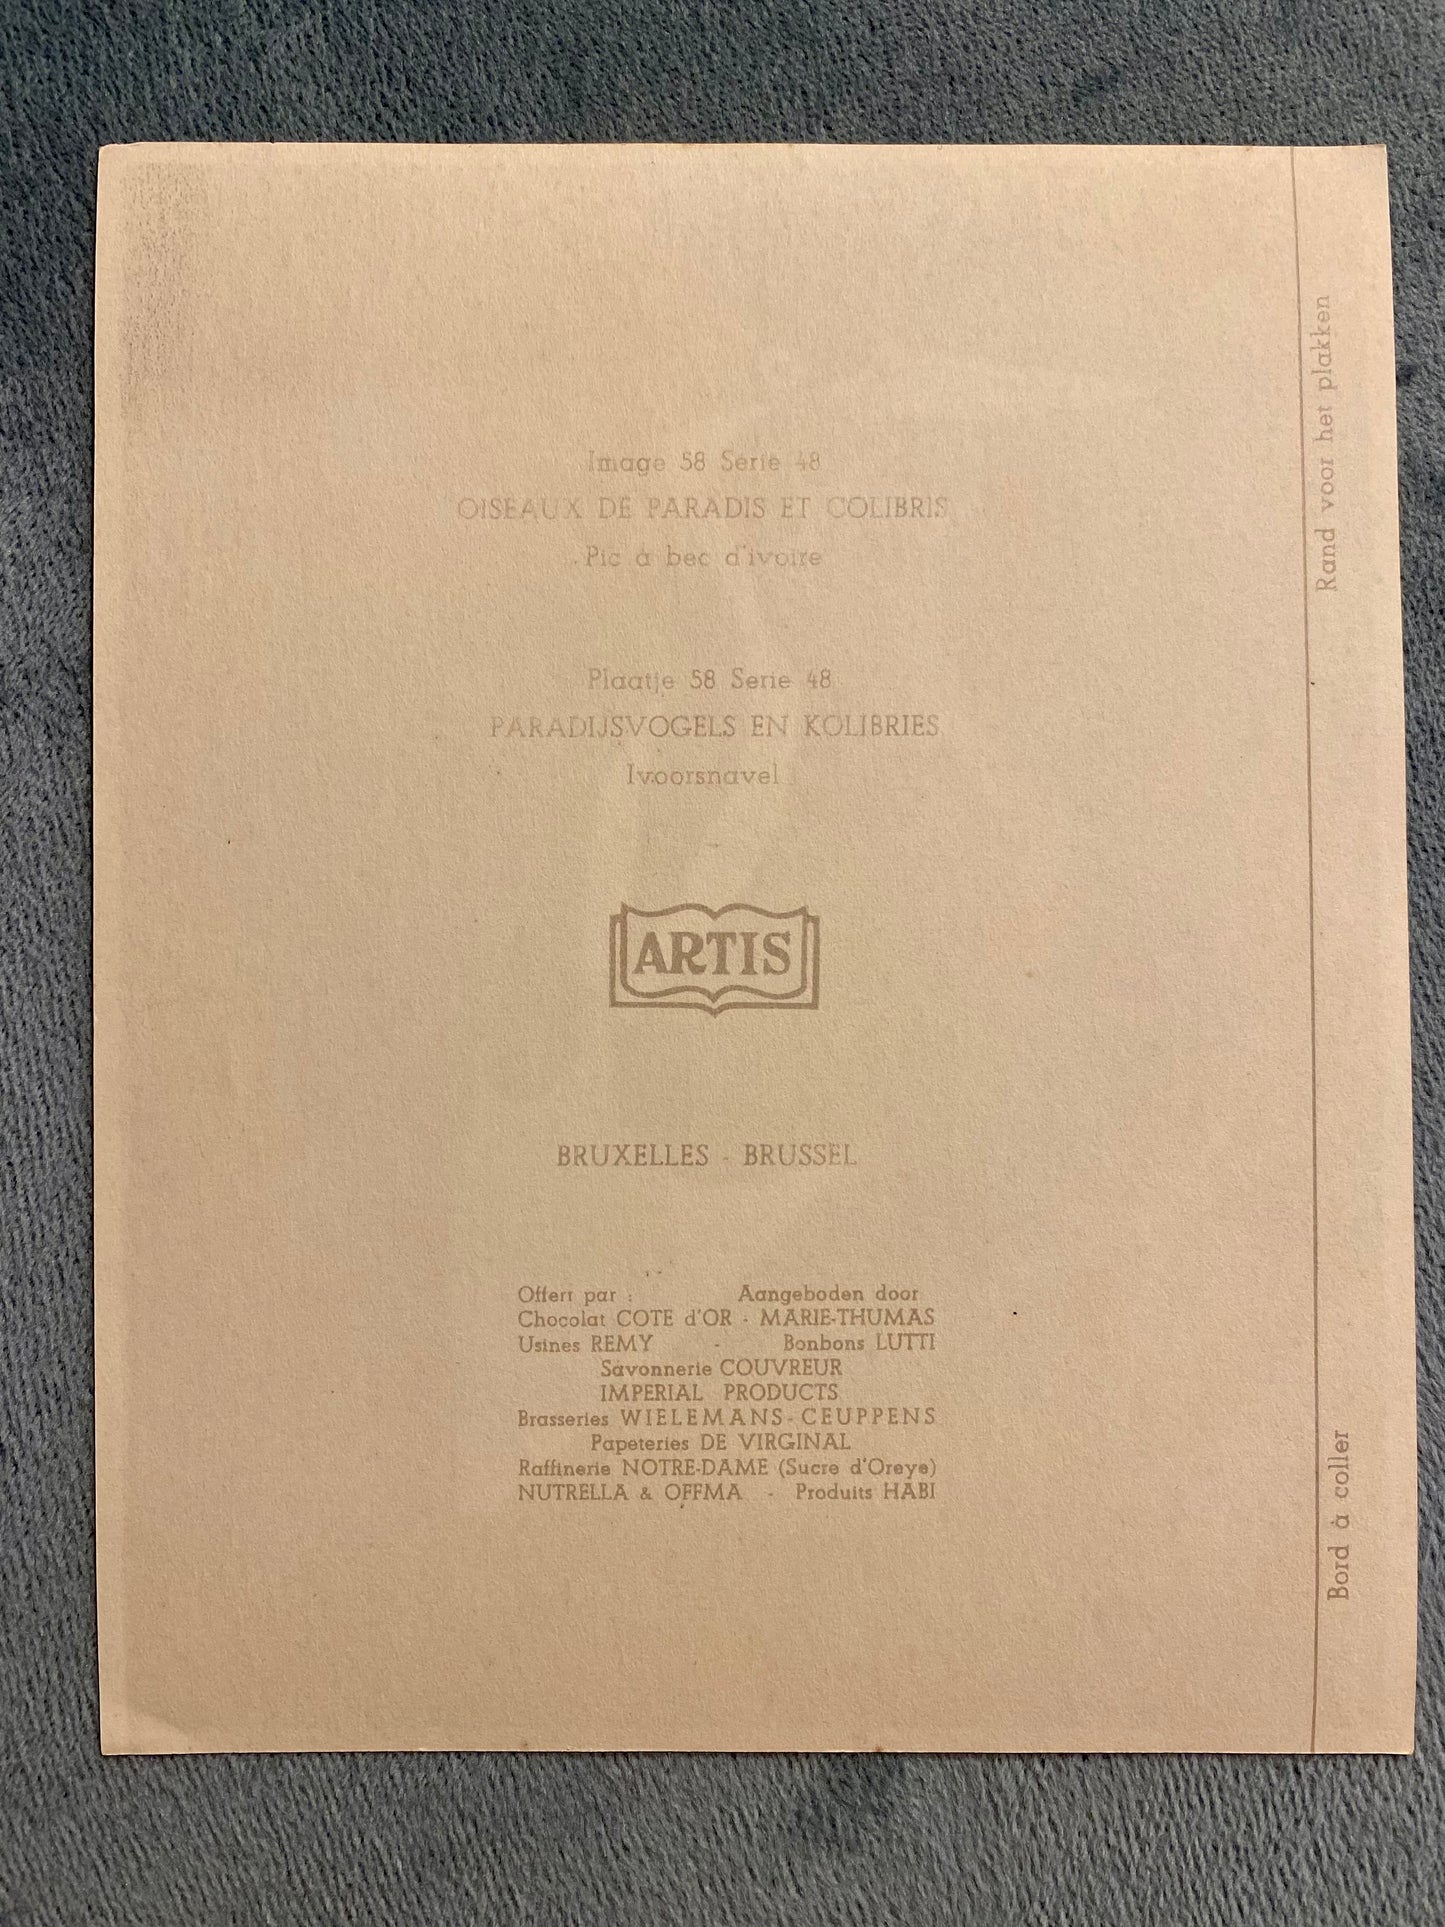 Image 58 Serie 48
OISEAUX DE PARADIS ET COLIBRIS
Pic à bec d'ivoire
Plaatje 58 Serie 48
PARADIJSVOGELS EN KOLIBRIES
Ivoorsnavel
ARTIS
BRUXELLES - BRUSSEL
Offert par : Aangeboden door
Chocolat COTE d'OR - MARIE-THUMAS
Usines REMY - Bonbons LUTTI
Savonnerie COUVREUR
IMPERIAL PRODUCTS
Brasseries WIELEMANS-CEUPPENS
Papeteries DE VIRGINAL
Raffinerie NOTRE-DAME (Sucre d'Oreye)
NUTRELLA & OFFMA - Produits HABI
Rand voor het plakken
Bord à coller